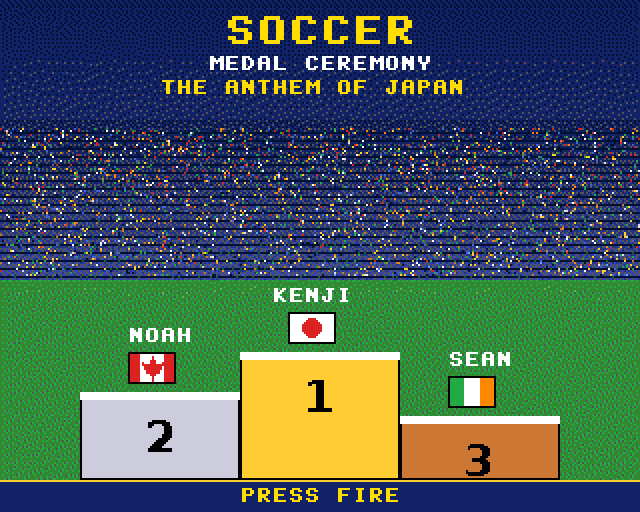 SOCCER
MEDAL CEREMONY
THE ANTHEM OF JAPAN
KENJI
NOAH
SEAN
1
2
3
PRESS FIRE